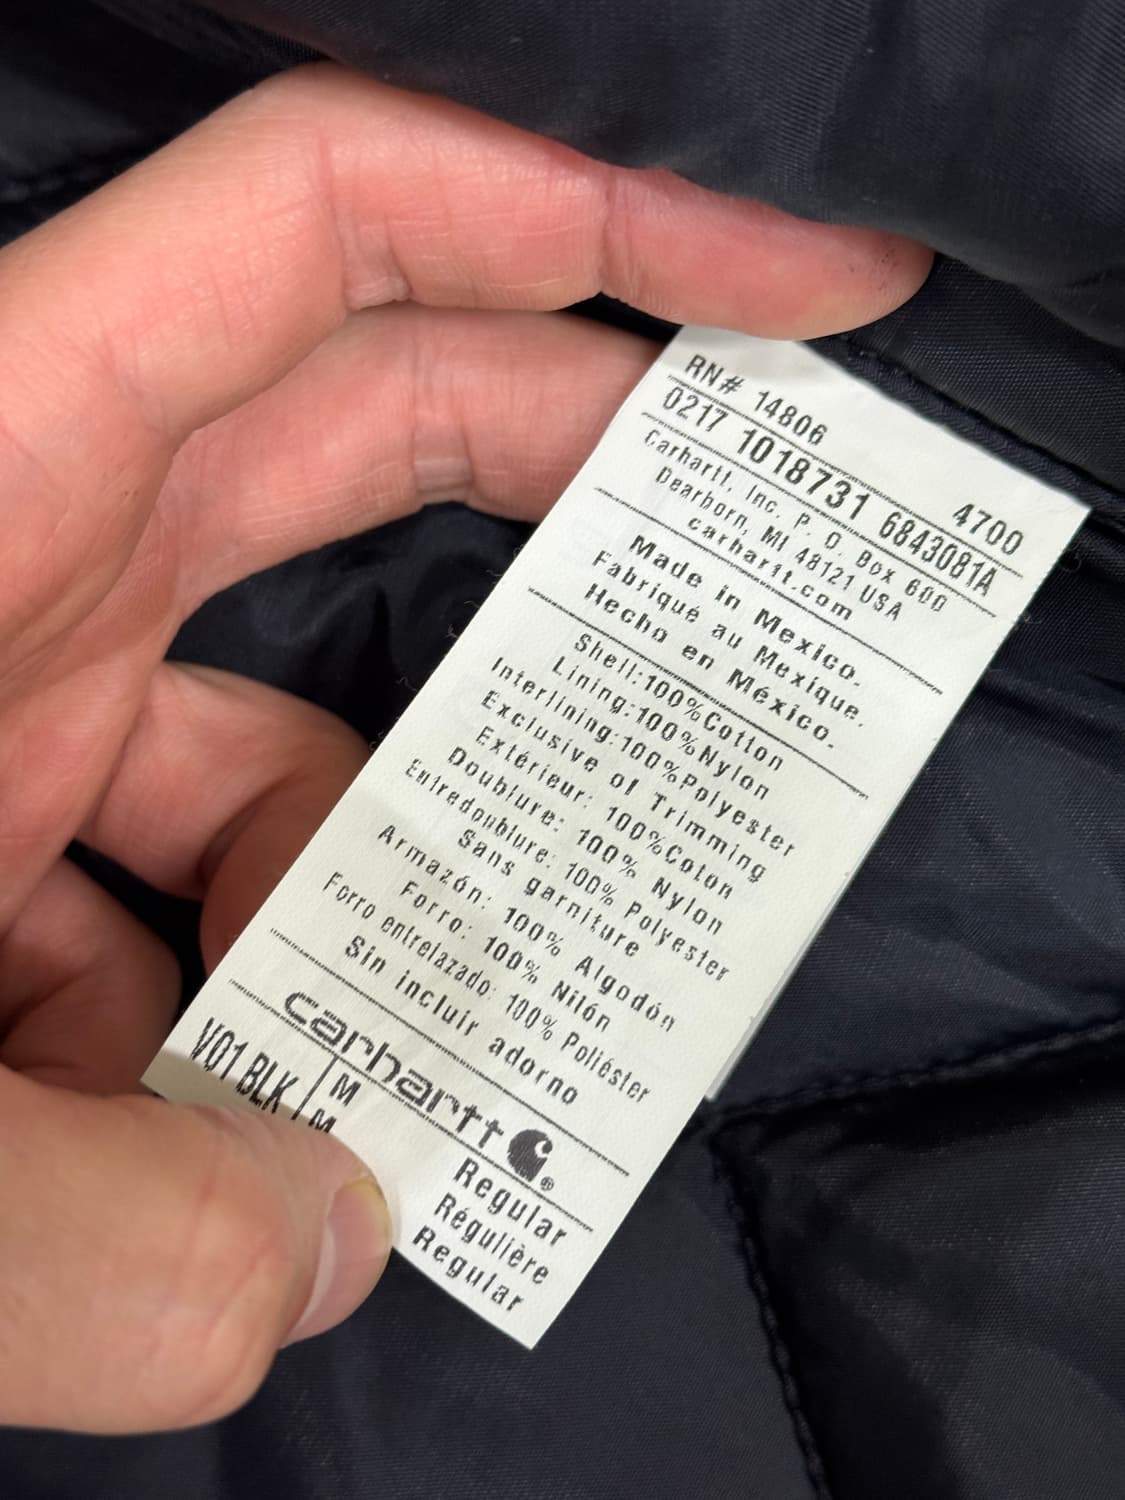 RN# 14806 4700
0217 1018731 6843081A
Carhartt, Inc. P. O. Box 600
Dearborn, MI 48121 USA
carhartt.com
Made in Mexico.
Fabriqué au Mexique.
Hecho en México.
Shell:100%Cotton
Lining:100%Nylon
Interlining:100%Polyester
Exclusive of Trimming
Extérieur: 100%Coton
Doublure: 100% Nylon
Entredoublure: 100% Polyester
Sans garniture
Armazón: 100% Algodón
Forro: 100% Nilón
Forro entrelazado: 100% Poliéster
Sin incluir adorno
carhartt ®
V01 BLK M Regular
M Régulière
Regular